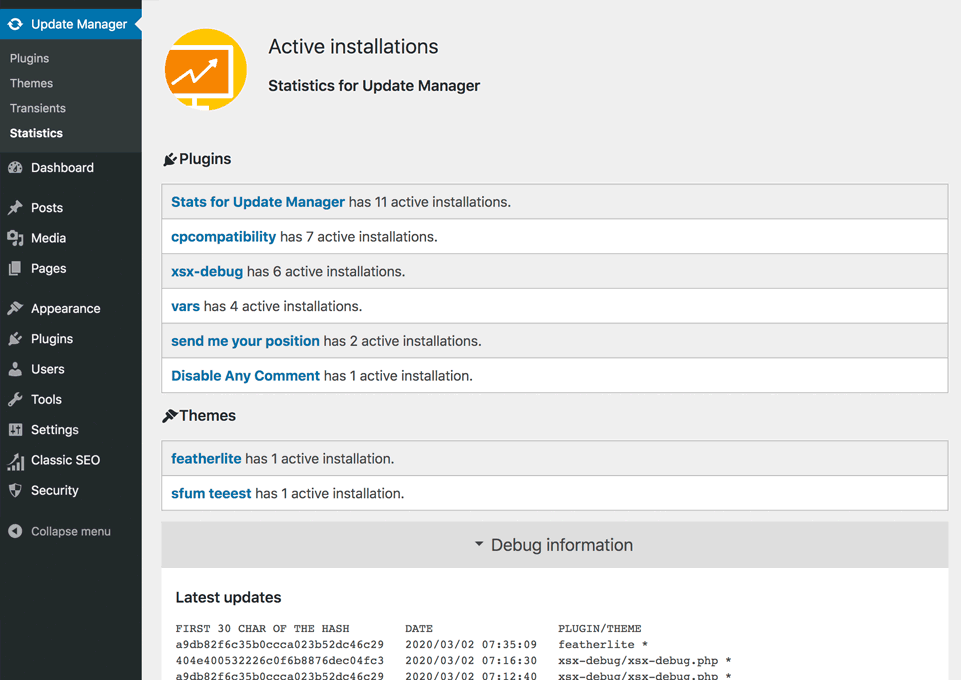 Update Manager
Plugins
Themes
Transients
Statistics
Dashboard
Posts
Media
Pages
Appearance
Plugins
Users
Tools
Settings
Classic SEO
Security
Collapse menu
Active installations
Statistics for Update Manager
Plugins
Stats for Update Manager has 11 active installations.
cpcompatibility has 7 active installations.
xsx-debug has 6 active installations.
vars has 4 active installations.
send me your position has 2 active installations.
Disable Any Comment has 1 active installation.
Themes
featherlite has 1 active installation.
sfum teeest has 1 active installation.
Debug information
Latest updates
FIRST 30 CHAR OF THE HASH DATE PLUGIN/THEME
a9db82f6c35b0ccca023b52dc46c29 2020/03/02 07:35:09 featherlite *
404e400532226c0f6b8876dec04fc3 2020/03/02 07:16:30 xsx-debug/xsx-debug.php *
a9db82f6c35b0ccca023b52dc46c29 2020/03/02 07:12:40 xsx-debug/xsx-debug.php *